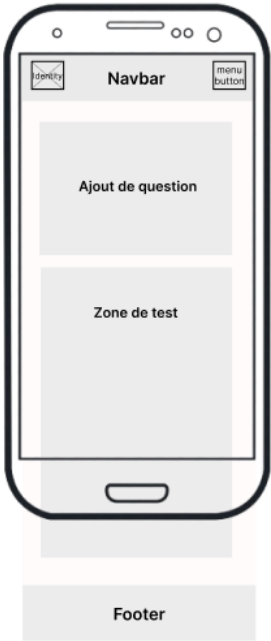 Identity
Navbar
menu
button
Ajout de question
Zone de test
Footer